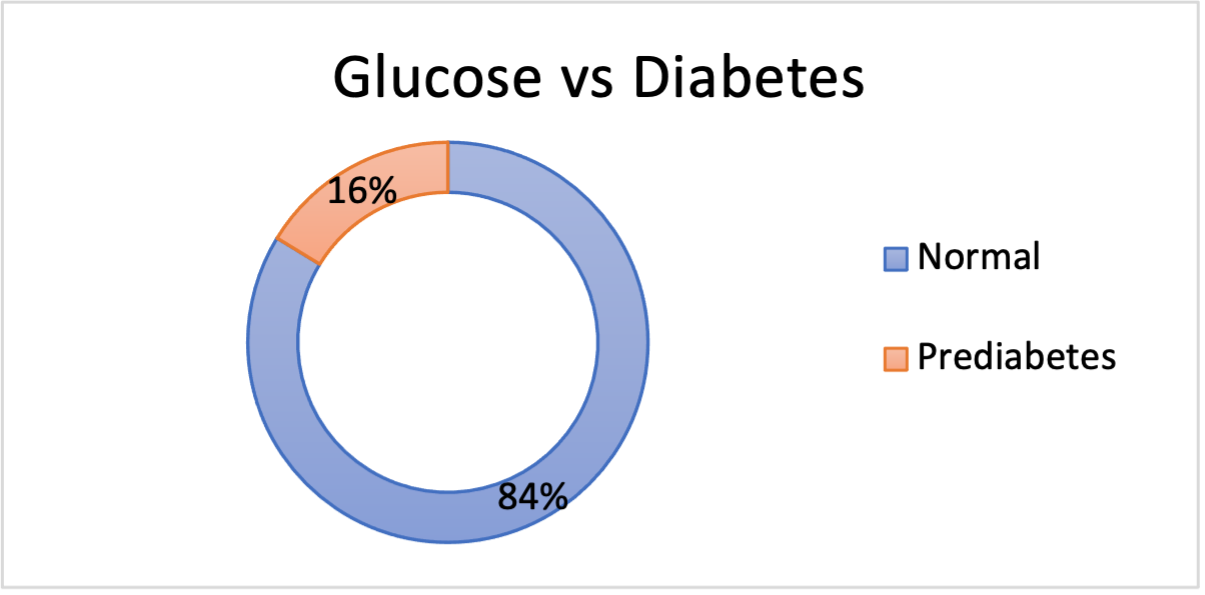 Glucose vs Diabetes
16%
Normal
Prediabetes
84%